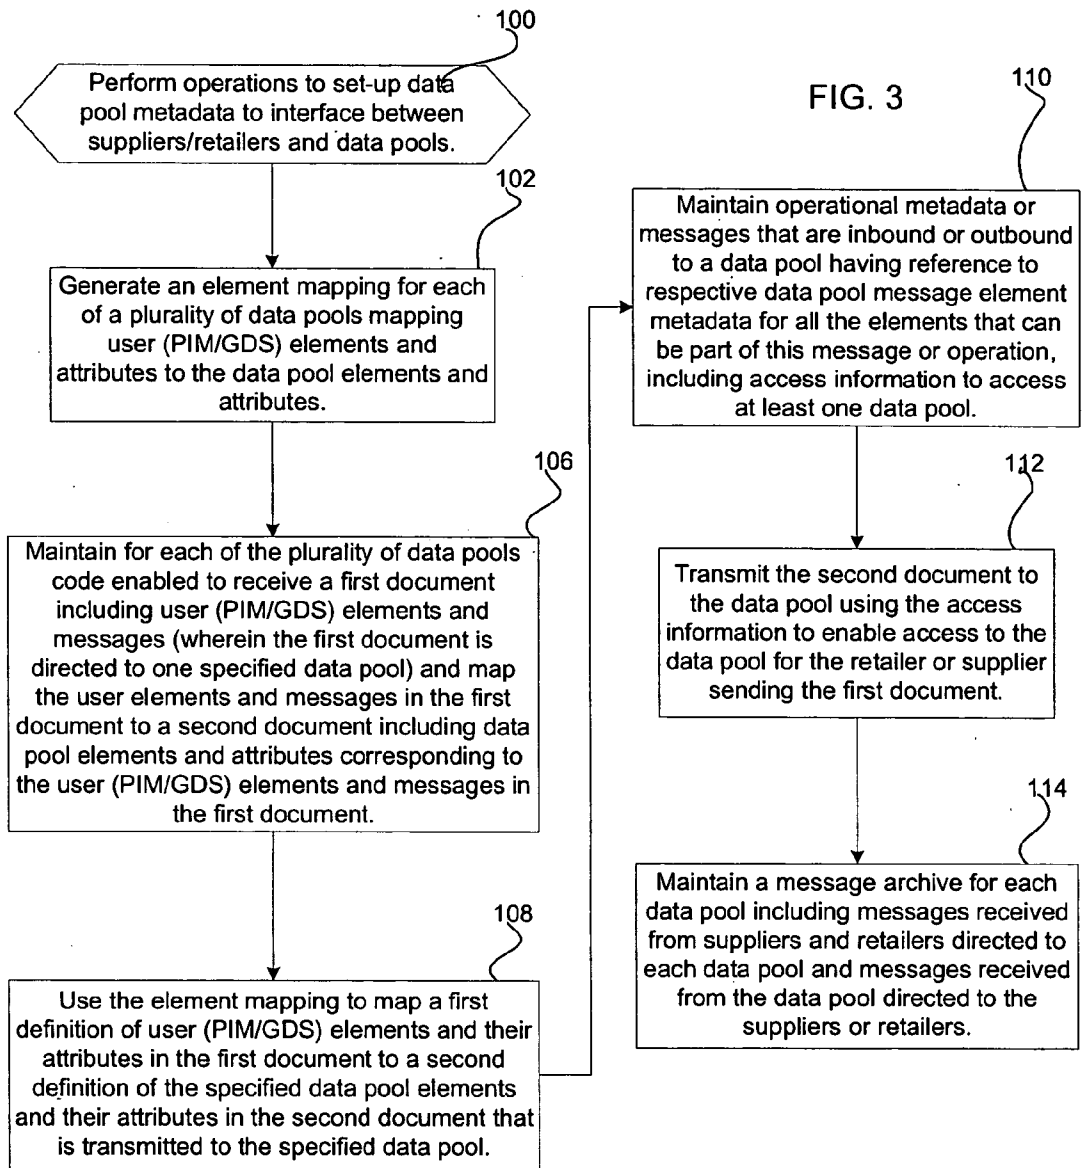 100
Perform operations to set-up data
pool metadata to interface between
suppliers/retailers and data pools.
102
Generate an element mapping for each
of a plurality of data pools mapping
user (PIM/GDS) elements and
attributes to the data pool elements and
attributes.
106
Maintain for each of the plurality of data pools
code enabled to receive a first document
including user (PIM/GDS) elements and
messages (wherein the first document is
directed to one specified data pool) and map
the user elements and messages in the first
document to a second document including data
pool elements and attributes corresponding to
the user (PIM/GDS) elements and messages in
the first document.
108
Use the element mapping to map a first
definition of user (PIM/GDS) elements and their
attributes in the first document to a second
definition of the specified data pool elements
and their attributes in the second document that
is transmitted to the specified data pool.
FIG. 3
110
Maintain operational metadata or
messages that are inbound or outbound
to a data pool having reference to
respective data pool message element
metadata for all the elements that can
be part of this message or operation,
including access information to access
at least one data pool.
112
Transmit the second document to
the data pool using the access
information to enable access to the
data pool for the retailer or supplier
sending the first document.
114
Maintain a message archive for each
data pool including messages received
from suppliers and retailers directed to
each data pool and messages received
from the data pool directed to the
suppliers or retailers.